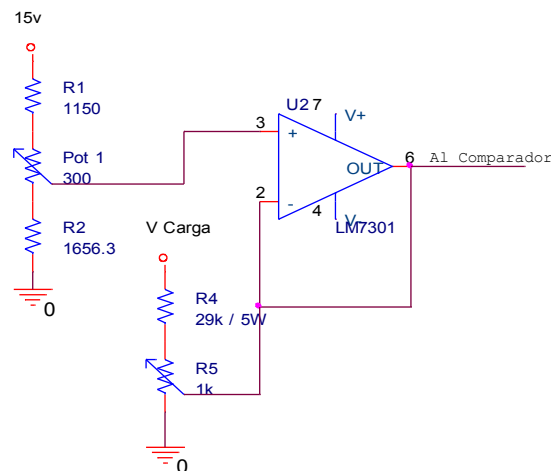 15v
R1
1150
Pot 1
300
R2
1656.3
0
U2
7
V+
3
+
OUT
6
Al Comparador
2
-
4
V-
LM7301
V Carga
R4
29k / 5W
R5
1k
0